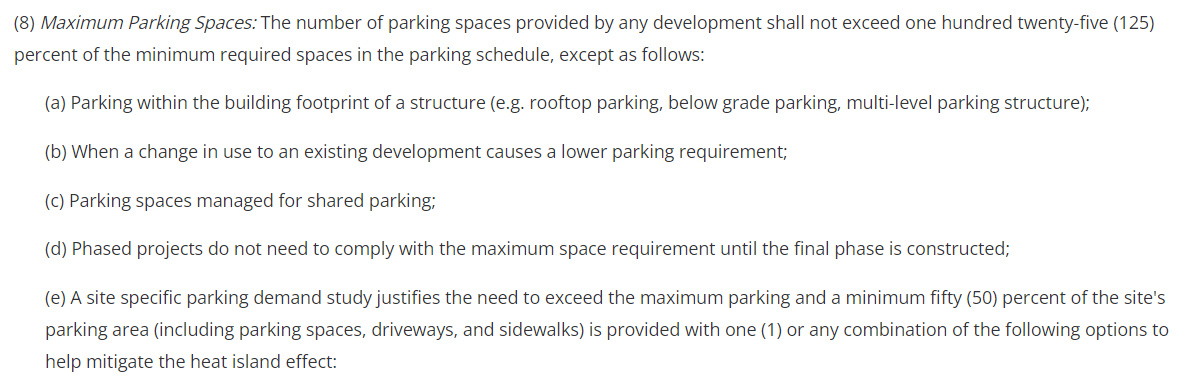 (8) Maximum Parking Spaces: The number of parking spaces provided by any development shall not exceed one hundred twenty-five (125)
percent of the minimum required spaces in the parking schedule, except as follows:
(a) Parking within the building footprint of a structure (e.g. rooftop parking, below grade parking, multi-level parking structure);
(b) When a change in use to an existing development causes a lower parking requirement;
(c) Parking spaces managed for shared parking;
(d) Phased projects do not need to comply with the maximum space requirement until the final phase is constructed;
(e) A site specific parking demand study justifies the need to exceed the maximum parking and a minimum fifty (50) percent of the site's
parking area (including parking spaces, driveways, and sidewalks) is provided with one (1) or any combination of the following options to
help mitigate the heat island effect: